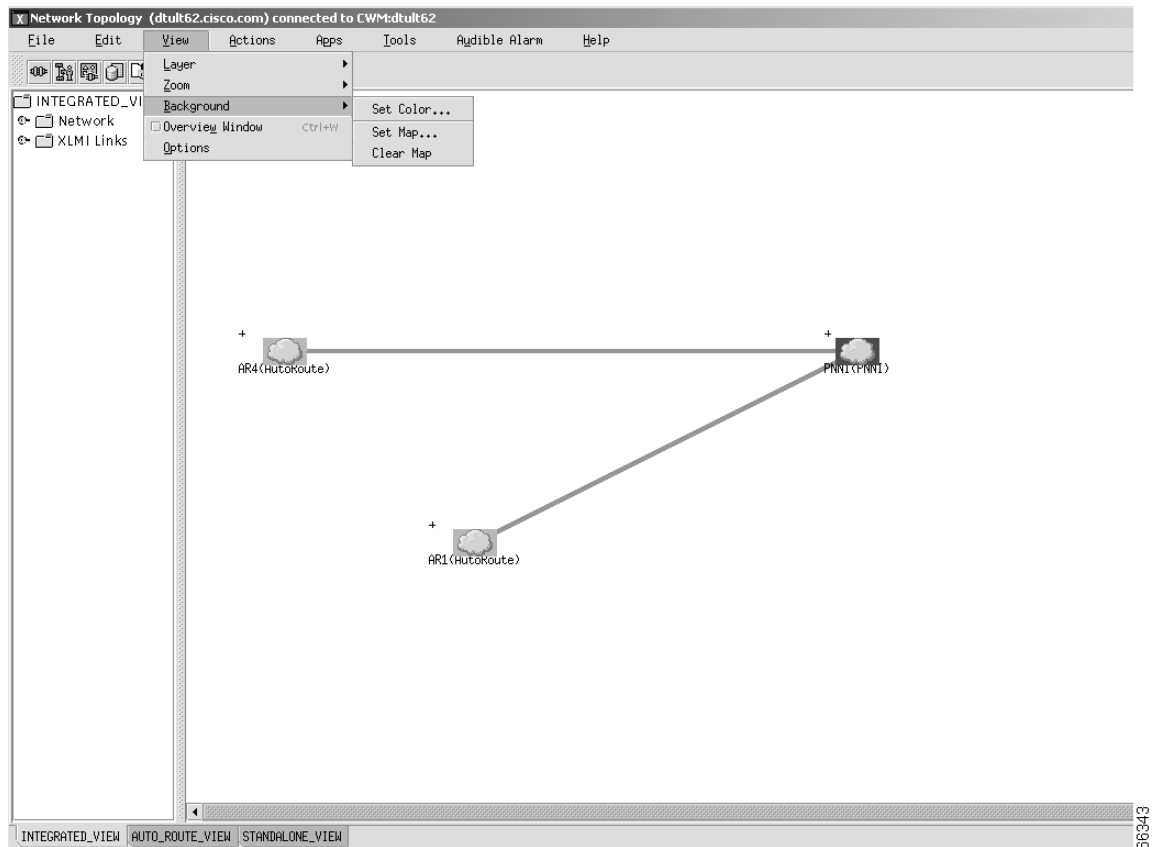 X Network Topology (dtult62.cisco.com) connected to CWM:dtult62
File Edit View Actions Apps Tools Audible Alarm Help
Layer
Zoom
Background
Overview Window Ctrl+W
Options
Set Color...
Set Map...
Clear Map
INTEGRATED_VI
Network
XLMI Links
+
AR4(AutoRoute)
+
PNNI(PNNI)
+
AR1(AutoRoute)
INTEGRATED_VIEW AUTO_ROUTE_VIEW STANDALONE_VIEW
66343